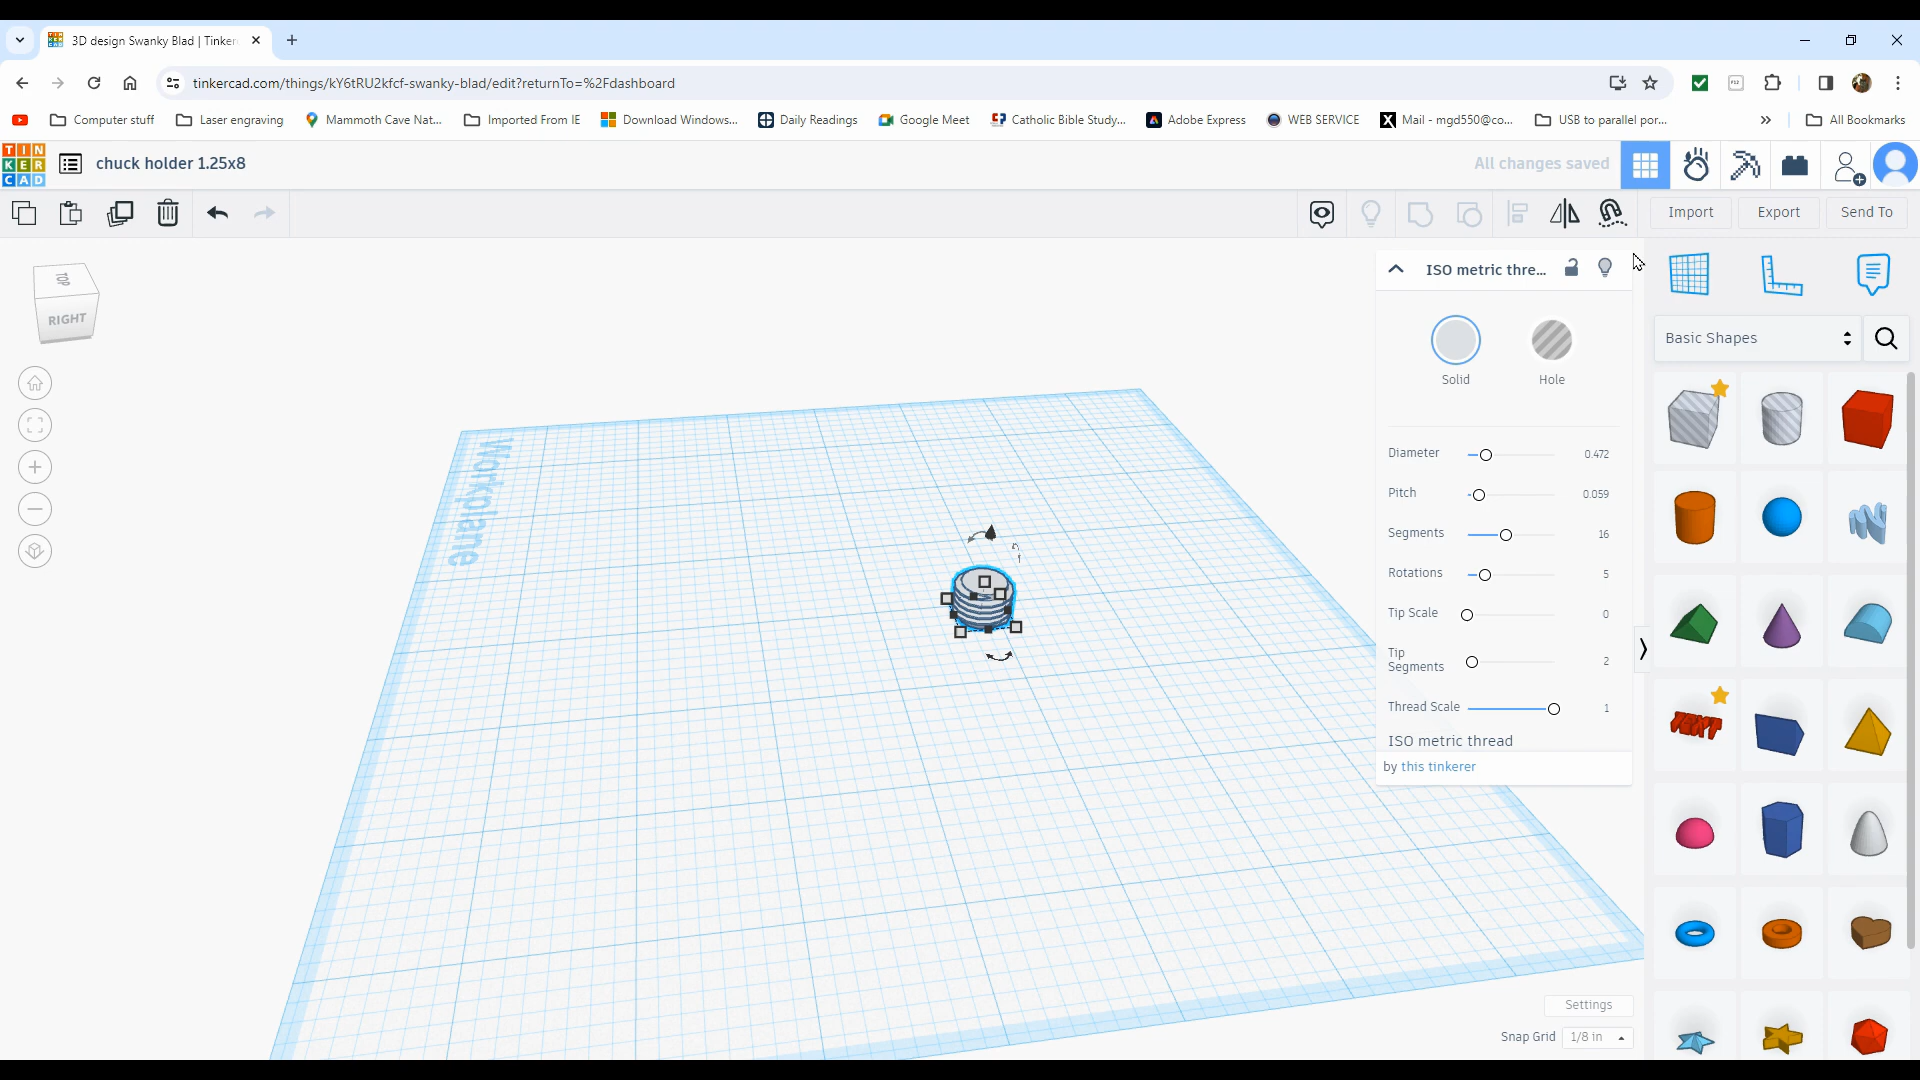 3D design Swanky Blad | Tinker
tinkercad.com/things/kY6tRU2kfcf-swanky-blad/edit?returnTo=%2Fdashboard
Computer stuff
Laser engraving
Mammoth Cave Nat...
Imported From IE
Download Windows...
Daily Readings
Google Meet
Catholic Bible Study...
Adobe Express
WEB SERVICE
Mail - mgd550@co...
USB to parallel por...
All Bookmarks
TIN
KER
CAD
chuck holder 1.25x8
All changes saved
Import
Export
Send To
TOP
RIGHT
ISO metric thre...
Solid
Hole
Basic Shapes
Workplane
Diameter 0.472
Pitch 0.059
Segments 16
Rotations 5
Tip Scale 0
Tip
Segments 2
Thread Scale 1
ISO metric thread
by this tinkerer
TEXT
Settings
Snap Grid 1/8 in